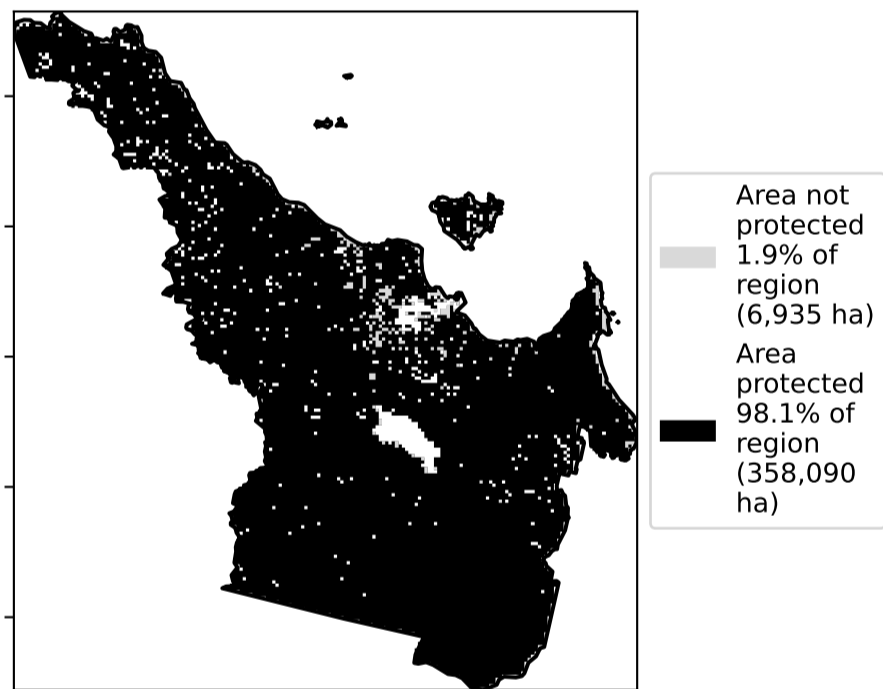 Area not
protected
1.9% of
region
(6,935 ha)
Area
protected
98.1% of
region
(358,090
ha)